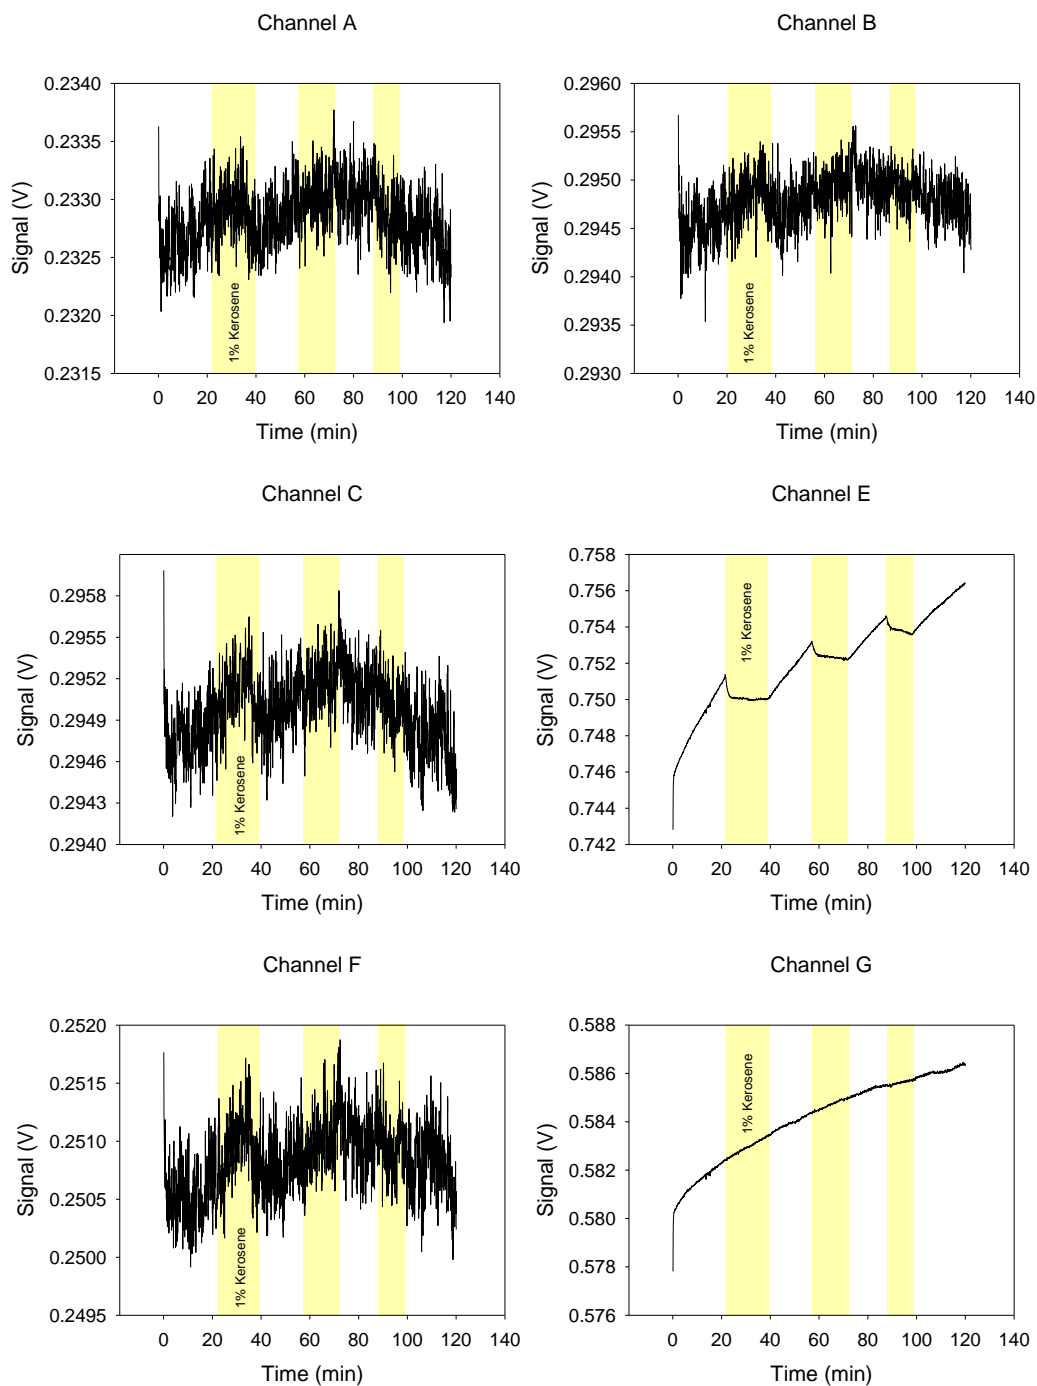 Channel A
Signal (V)
0.2340
0.2335
0.2330
0.2325
0.2320
0.2315
1% Kerosene
0 20 40 60 80 100 120 140
Time (min)
Channel B
Signal (V)
0.2960
0.2955
0.2950
0.2945
0.2940
0.2935
0.2930
1% Kerosene
0 20 40 60 80 100 120 140
Time (min)
Channel C
Signal (V)
0.2958
0.2955
0.2952
0.2949
0.2946
0.2943
0.2940
1% Kerosene
0 20 40 60 80 100 120 140
Time (min)
Channel E
Signal (V)
0.758
0.756
0.754
0.752
0.750
0.748
0.746
0.744
0.742
1% Kerosene
0 20 40 60 80 100 120 140
Time (min)
Channel F
Signal (V)
0.2520
0.2515
0.2510
0.2505
0.2500
0.2495
1% Kerosene
0 20 40 60 80 100 120 140
Time (min)
Channel G
Signal (V)
0.588
0.586
0.584
0.582
0.580
0.578
0.576
1% Kerosene
0 20 40 60 80 100 120 140
Time (min)